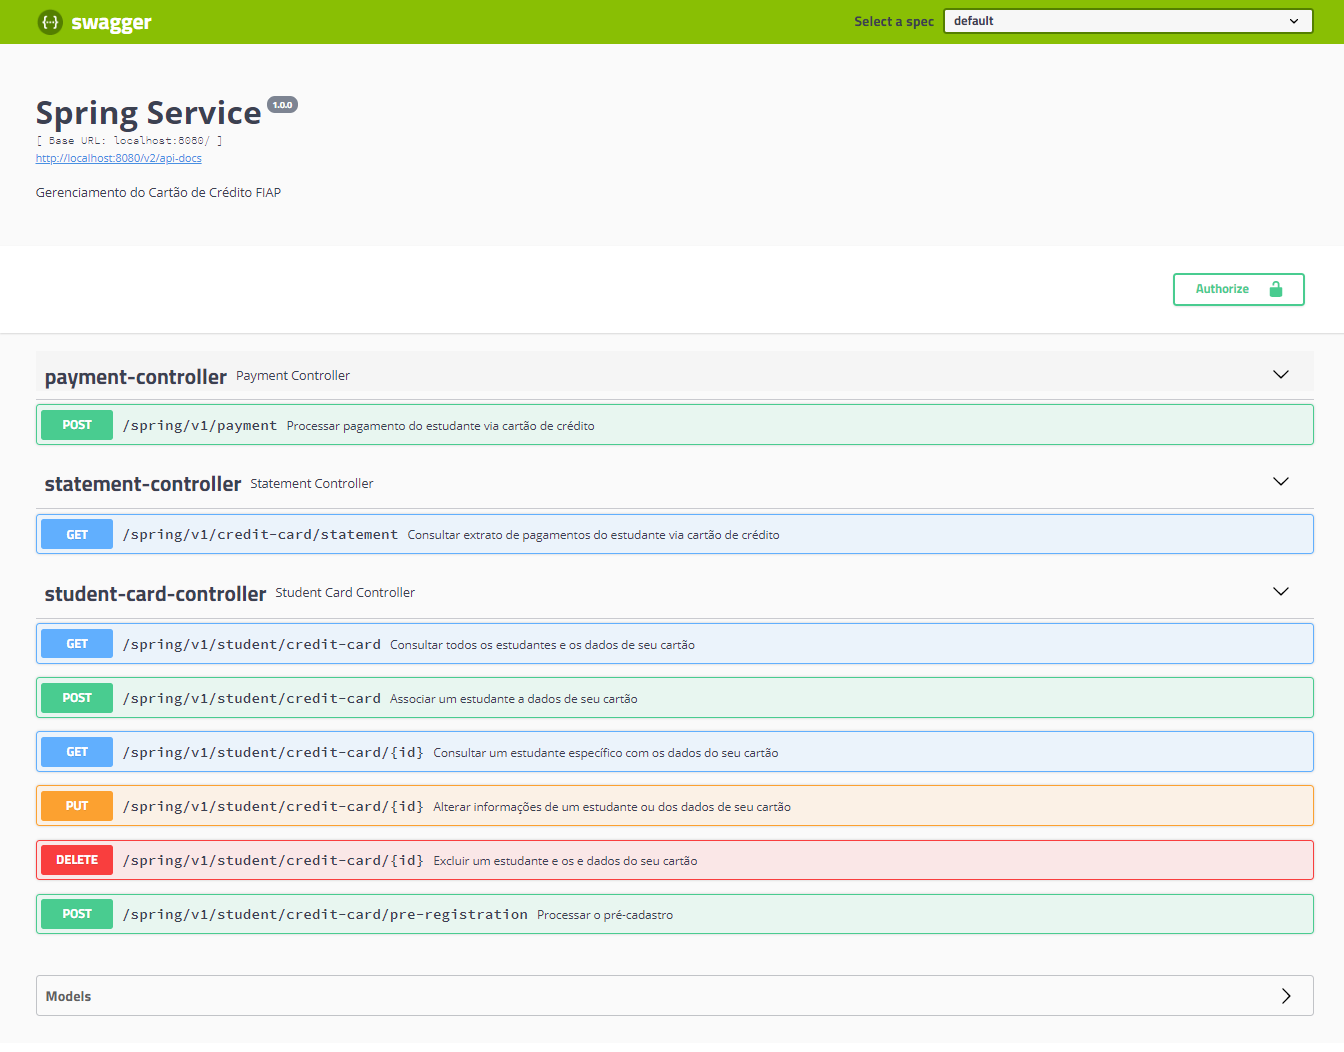 swagger
Select a spec default
Spring Service 1.0.0
[ Base URL: localhost:8080/ ]
http://localhost:8080/v2/api-docs
Gerenciamento do Cartão de Crédito FIAP
Authorize
payment-controller Payment Controller
POST /spring/v1/payment Processar pagamento do estudante via cartão de crédito
statement-controller Statement Controller
GET /spring/v1/credit-card/statement Consultar extrato de pagamentos do estudante via cartão de crédito
student-card-controller Student Card Controller
GET /spring/v1/student/credit-card Consultar todos os estudantes e os dados de seu cartão
POST /spring/v1/student/credit-card Associar um estudante a dados de seu cartão
GET /spring/v1/student/credit-card/{id} Consultar um estudante específico com os dados do seu cartão
PUT /spring/v1/student/credit-card/{id} Alterar informações de um estudante ou dos dados de seu cartão
DELETE /spring/v1/student/credit-card/{id} Excluir um estudante e os e dados do seu cartão
POST /spring/v1/student/credit-card/pre-registration Processar o pré-cadastro
Models